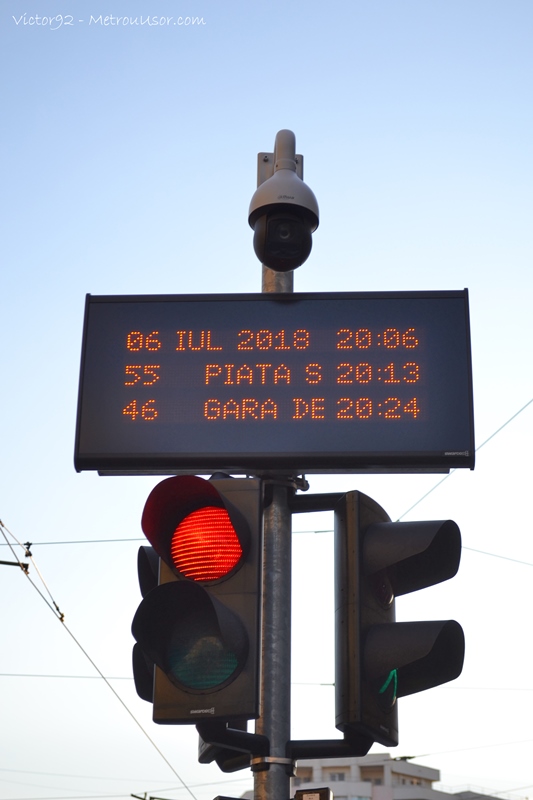 Victor92 - MetrouUsor.com
06 IUL 2018 20:06
55 PIATA S 20:13
46 GARA DE 20:24